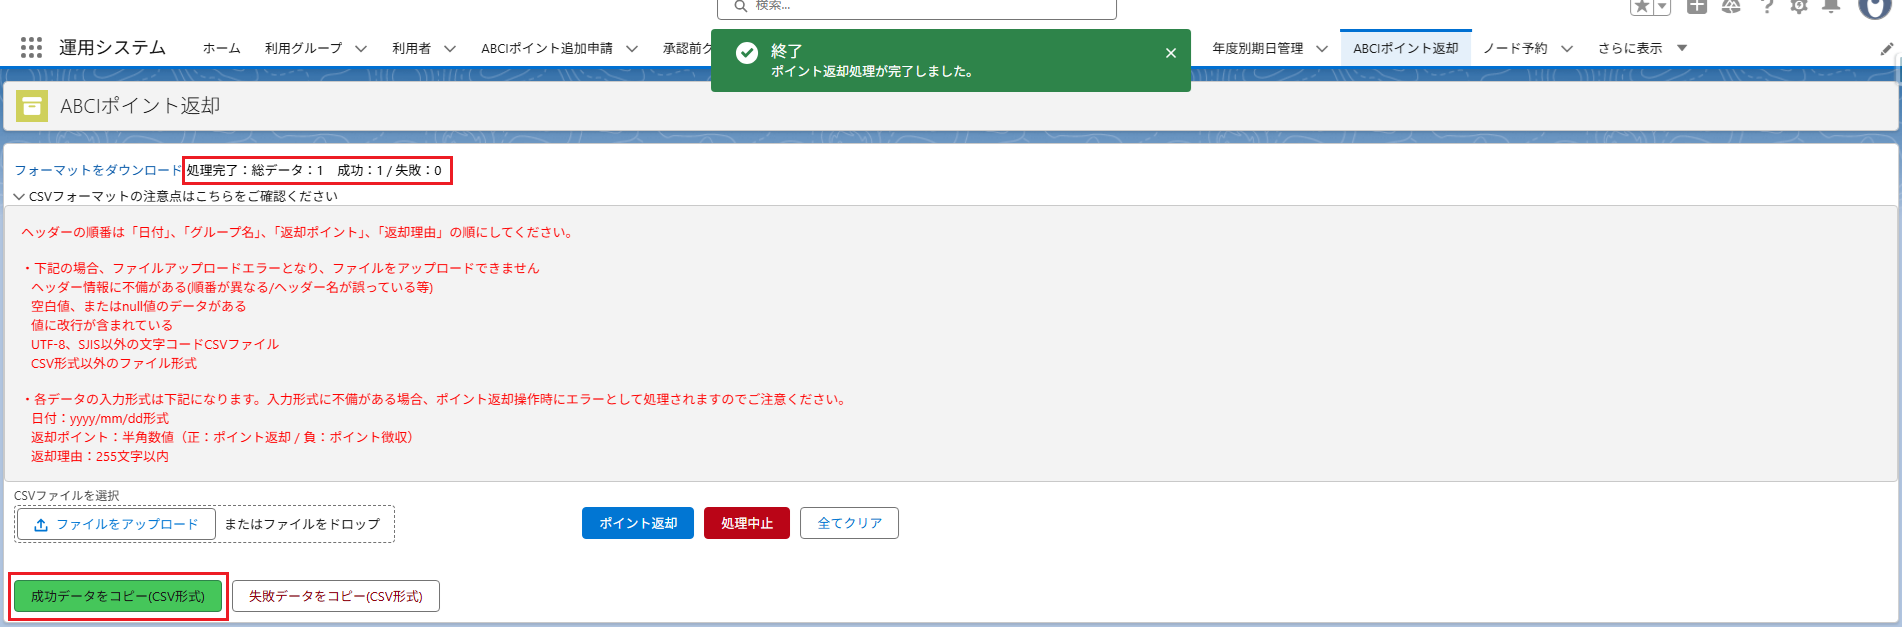 検索...
運用システム
ホーム
利用グループ
利用者
ABCIポイント追加申請
承認前グ
終了
ポイント返却処理が完了しました。
年度別期日管理
ABCIポイント返却
ノード予約
さらに表示
ABCIポイント返却
フォーマットをダウンロード 処理完了：総データ：1　成功：1 / 失敗：0
CSVフォーマットの注意点はこちらをご確認ください
ヘッダーの順番は「日付」、「グループ名」、「返却ポイント」、「返却理由」の順にしてください。
・下記の場合、ファイルアップロードエラーとなり、ファイルをアップロードできません
ヘッダー情報に不備がある(順番が異なる/ヘッダー名が誤っている等)
空白値、またはnull値のデータがある
値に改行が含まれている
UTF-8、SJIS以外の文字コードCSVファイル
CSV形式以外のファイル形式
・各データの入力形式は下記になります。入力形式に不備がある場合、ポイント返却操作時にエラーとして処理されますのでご注意ください。
日付：yyyy/mm/dd形式
返却ポイント：半角数値（正：ポイント返却 / 負：ポイント徴収）
返却理由：255文字以内
CSVファイルを選択
ファイルをアップロード またはファイルをドロップ
ポイント返却
処理中止
全てクリア
成功データをコピー(CSV形式)
失敗データをコピー(CSV形式)